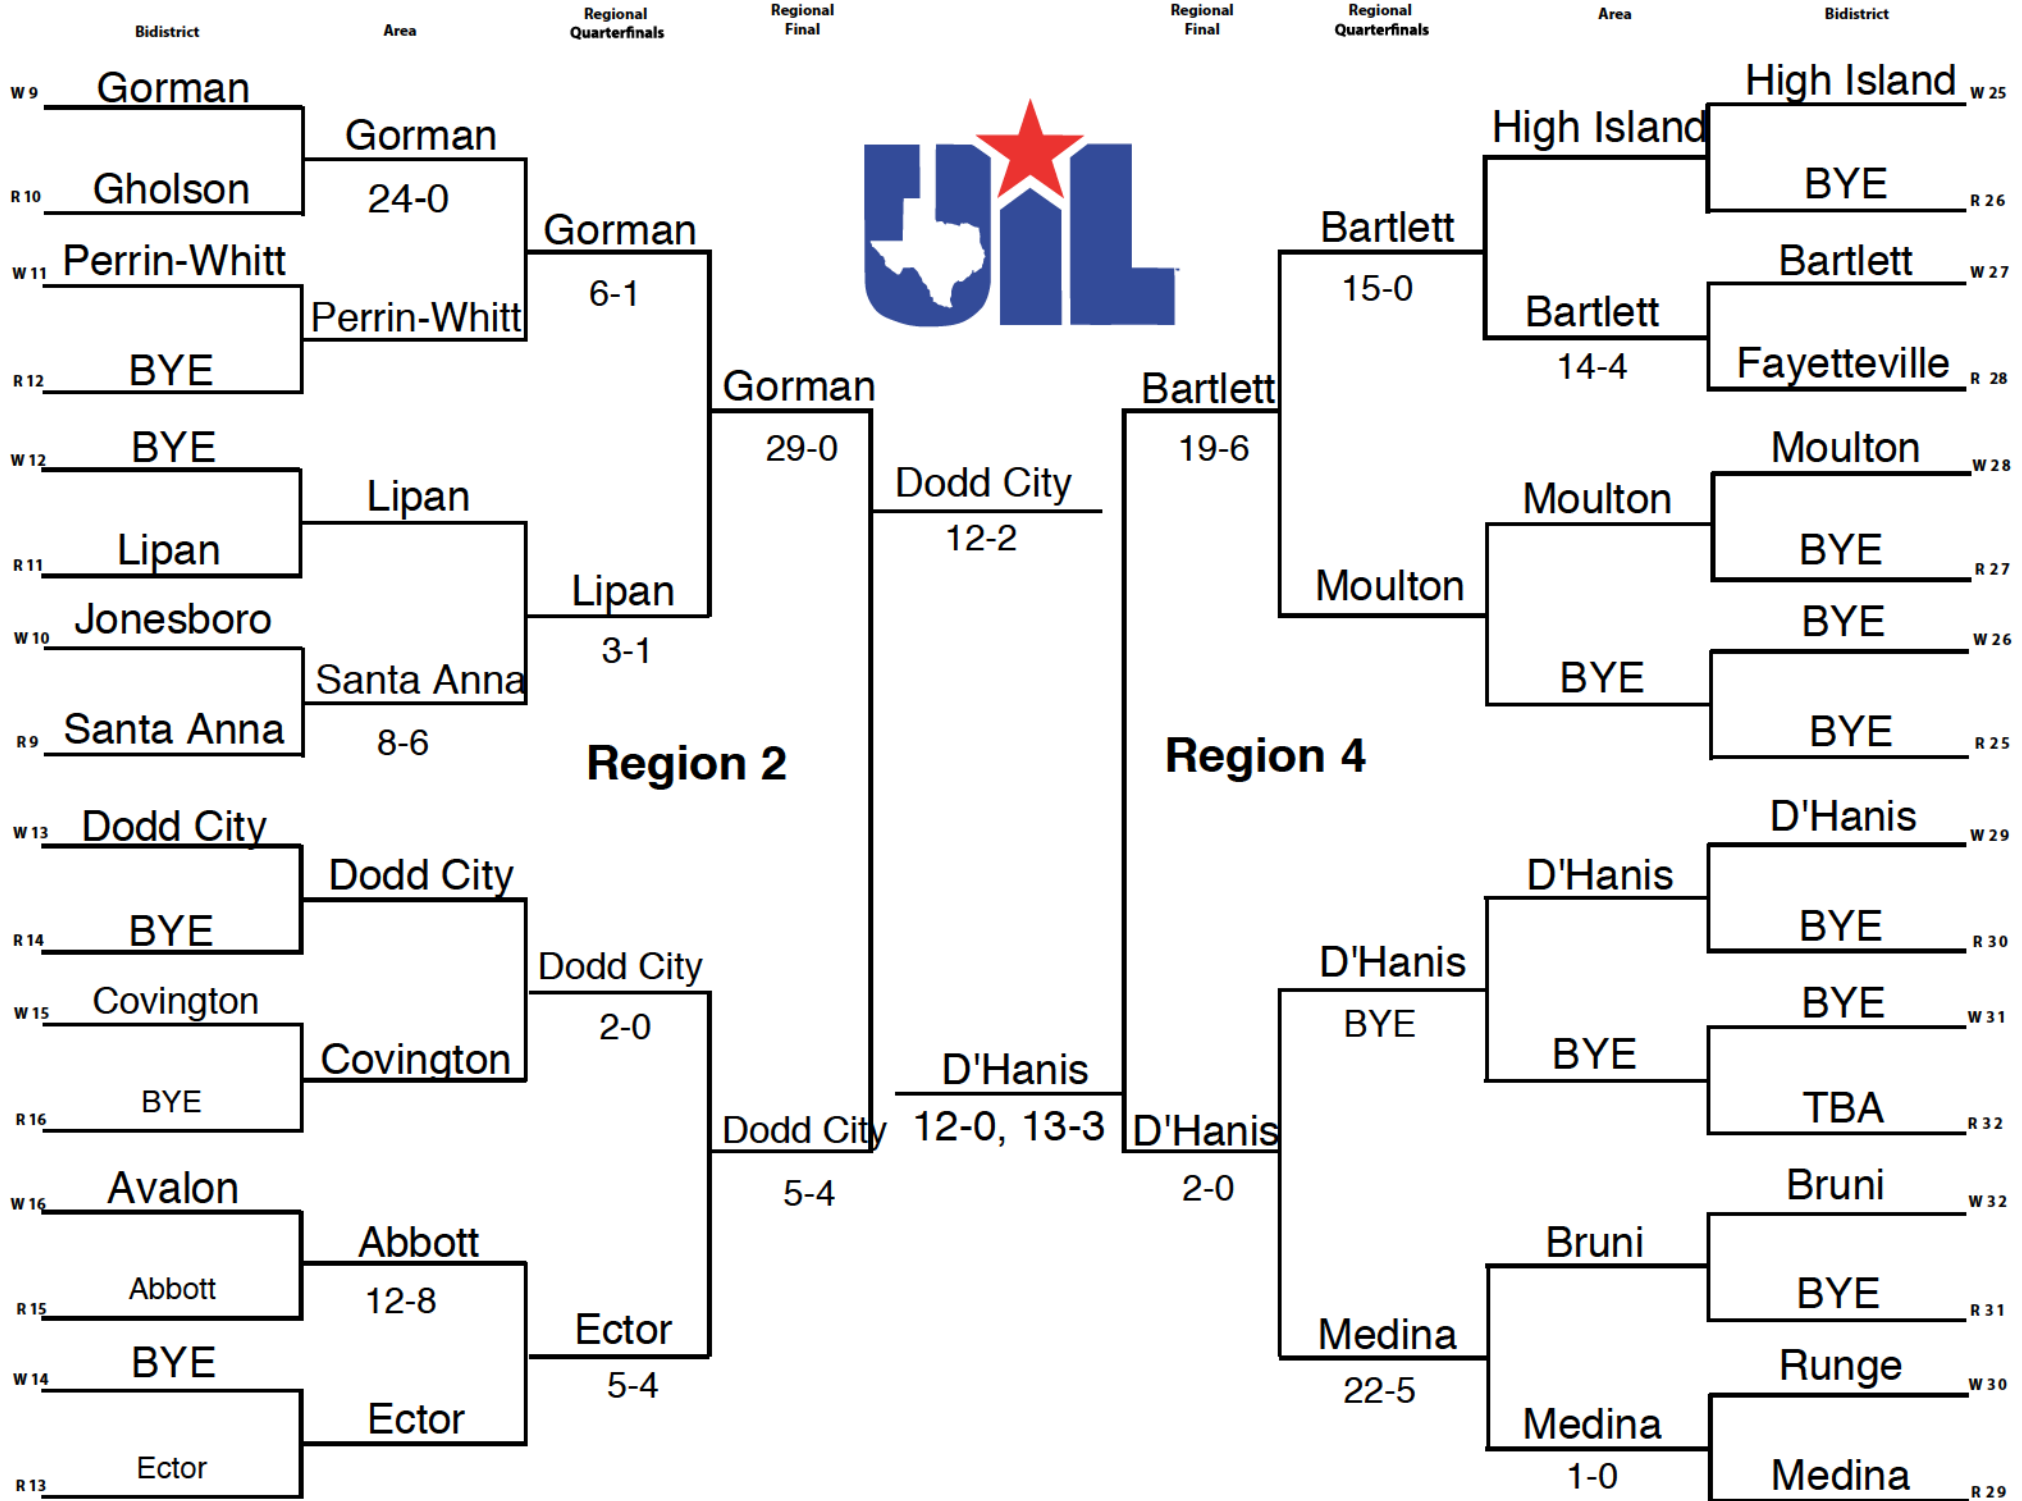 Bidistrict
Area
Regional
Quarterfinals
Regional
Final
Regional
Final
Regional
Quarterfinals
Area
Bidistrict
W 9 Gorman
R 10 Gholson
W 11 Perrin-Whitt
R 12 BYE
W 12 BYE
R 11 Lipan
W 10 Jonesboro
R 9 Santa Anna
W 13 Dodd City
R 14 BYE
W 15 Covington
R 16 BYE
W 16 Avalon
R 15 Abbott
W 14 BYE
R 13 Ector
Gorman
24-0
Perrin-Whitt
Lipan
Santa Anna
8-6
Dodd City
Covington
Abbott
12-8
Ector
Gorman
6-1
Lipan
3-1
Region 2
Dodd City
2-0
Ector
5-4
Gorman
29-0
Dodd City
5-4
UIL
Dodd City
12-2
D'Hanis
12-0, 13-3
Bartlett
19-6
D'Hanis
2-0
Bartlett
15-0
Moulton
Region 4
D'Hanis
BYE
Medina
22-5
High Island
Bartlett
14-4
Moulton
BYE
D'Hanis
BYE
Bruni
Medina
1-0
High Island W 25
BYE R 26
Bartlett W 27
Fayetteville R 28
Moulton W 28
BYE R 27
BYE W 26
BYE R 25
D'Hanis W 29
BYE R 30
BYE W 31
TBA R 32
Bruni W 32
BYE R 31
Runge W 30
Medina R 29